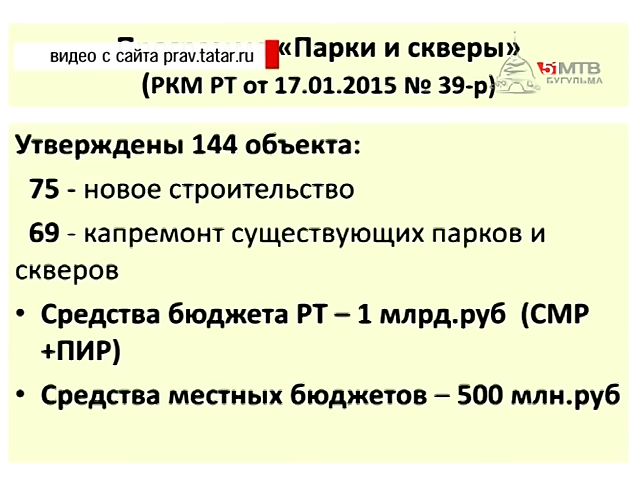 «Парки и скверы»
видео с сайта prav.tatar.ru
(РКМ РТ от 17.01.2015 № 39-р)
МТВ
БУГУЛЬМА
Утверждены 144 объекта:
75 - новое строительство
69 - капремонт существующих парков и
скверов
• Средства бюджета РТ – 1 млрд.руб (СМР
+ПИР)
• Средства местных бюджетов – 500 млн.руб